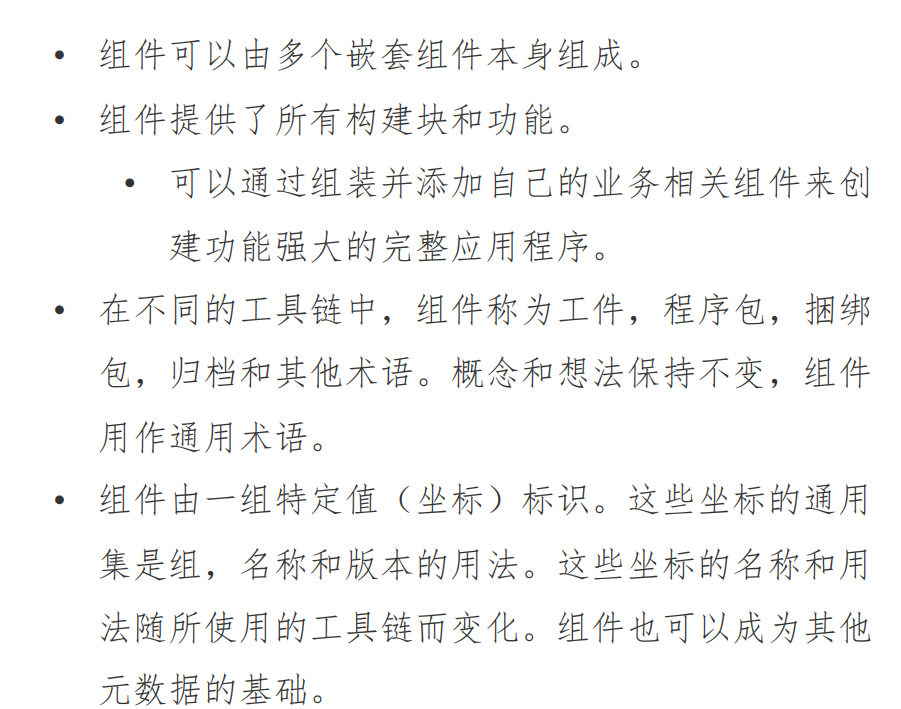 • 组件可以由多个嵌套组件本身组成。
• 组件提供了所有构建块和功能。
• 可以通过组装并添加自己的业务相关组件来创
建功能强大的完整应用程序。
• 在不同的工具链中，组件称为工件，程序包，捆绑
包，归档和其他术语。概念和想法保持不变，组件
用作通用术语。
• 组件由一组特定值（坐标）标识。这些坐标的通用
集是组，名称和版本的用法。这些坐标的名称和用
法随所使用的工具链而变化。组件也可以成为其他
元数据的基础。